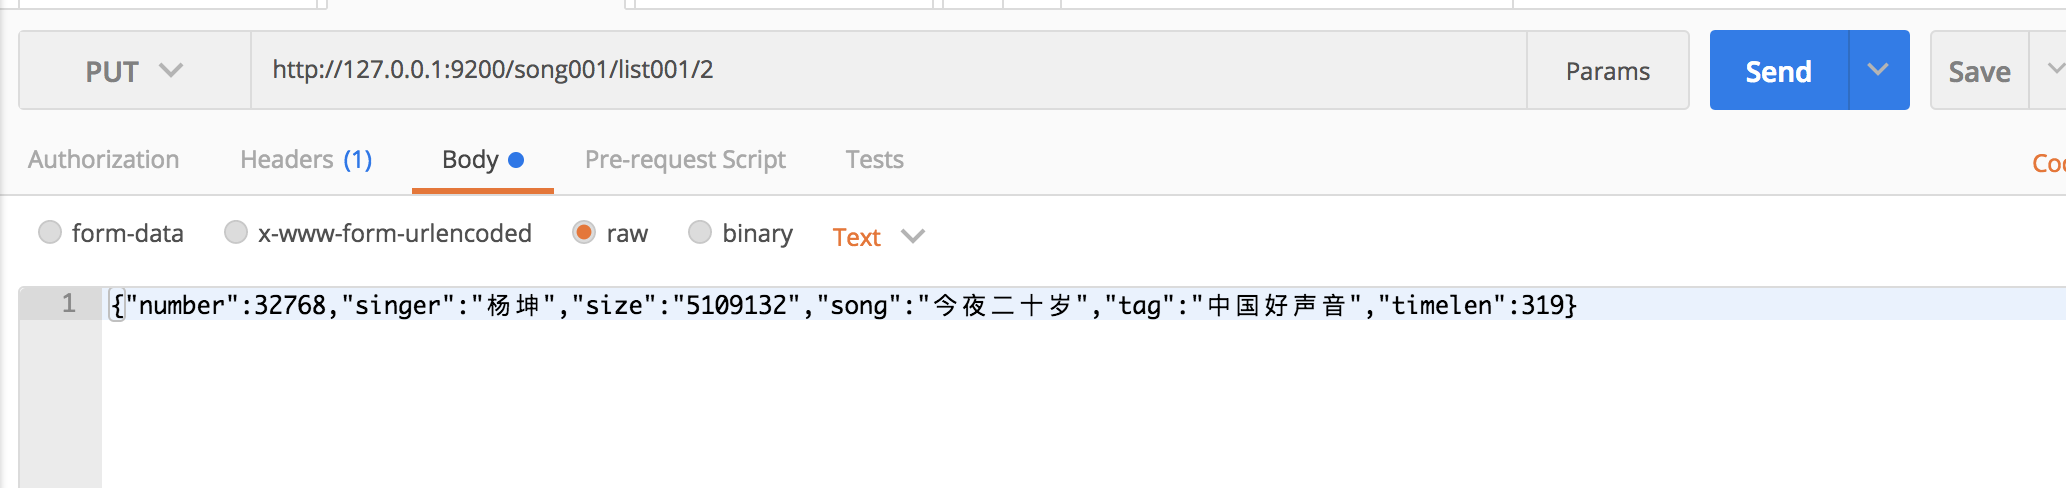 PUT http://127.0.0.1:9200/song001/list001/2 Params Send Save
Authorization Headers (1) Body Pre-request Script Tests
form-data x-www-form-urlencoded raw binary Text
1 {"number":32768,"singer":"杨坤","size":"5109132","song":"今夜二十岁","tag":"中国好声音","timelen":319}